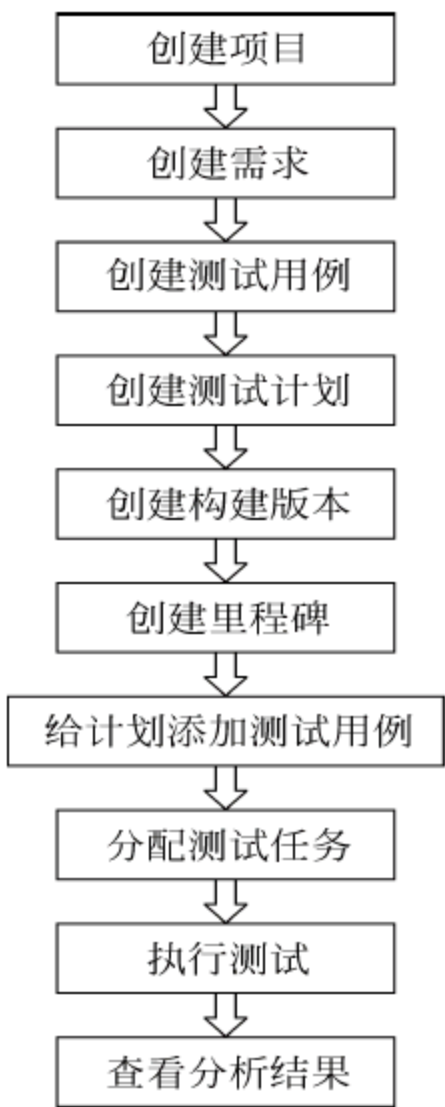 创建项目
创建需求
创建测试用例
创建测试计划
创建构建版本
创建里程碑
给计划添加测试用例
分配测试任务
执行测试
查看分析结果